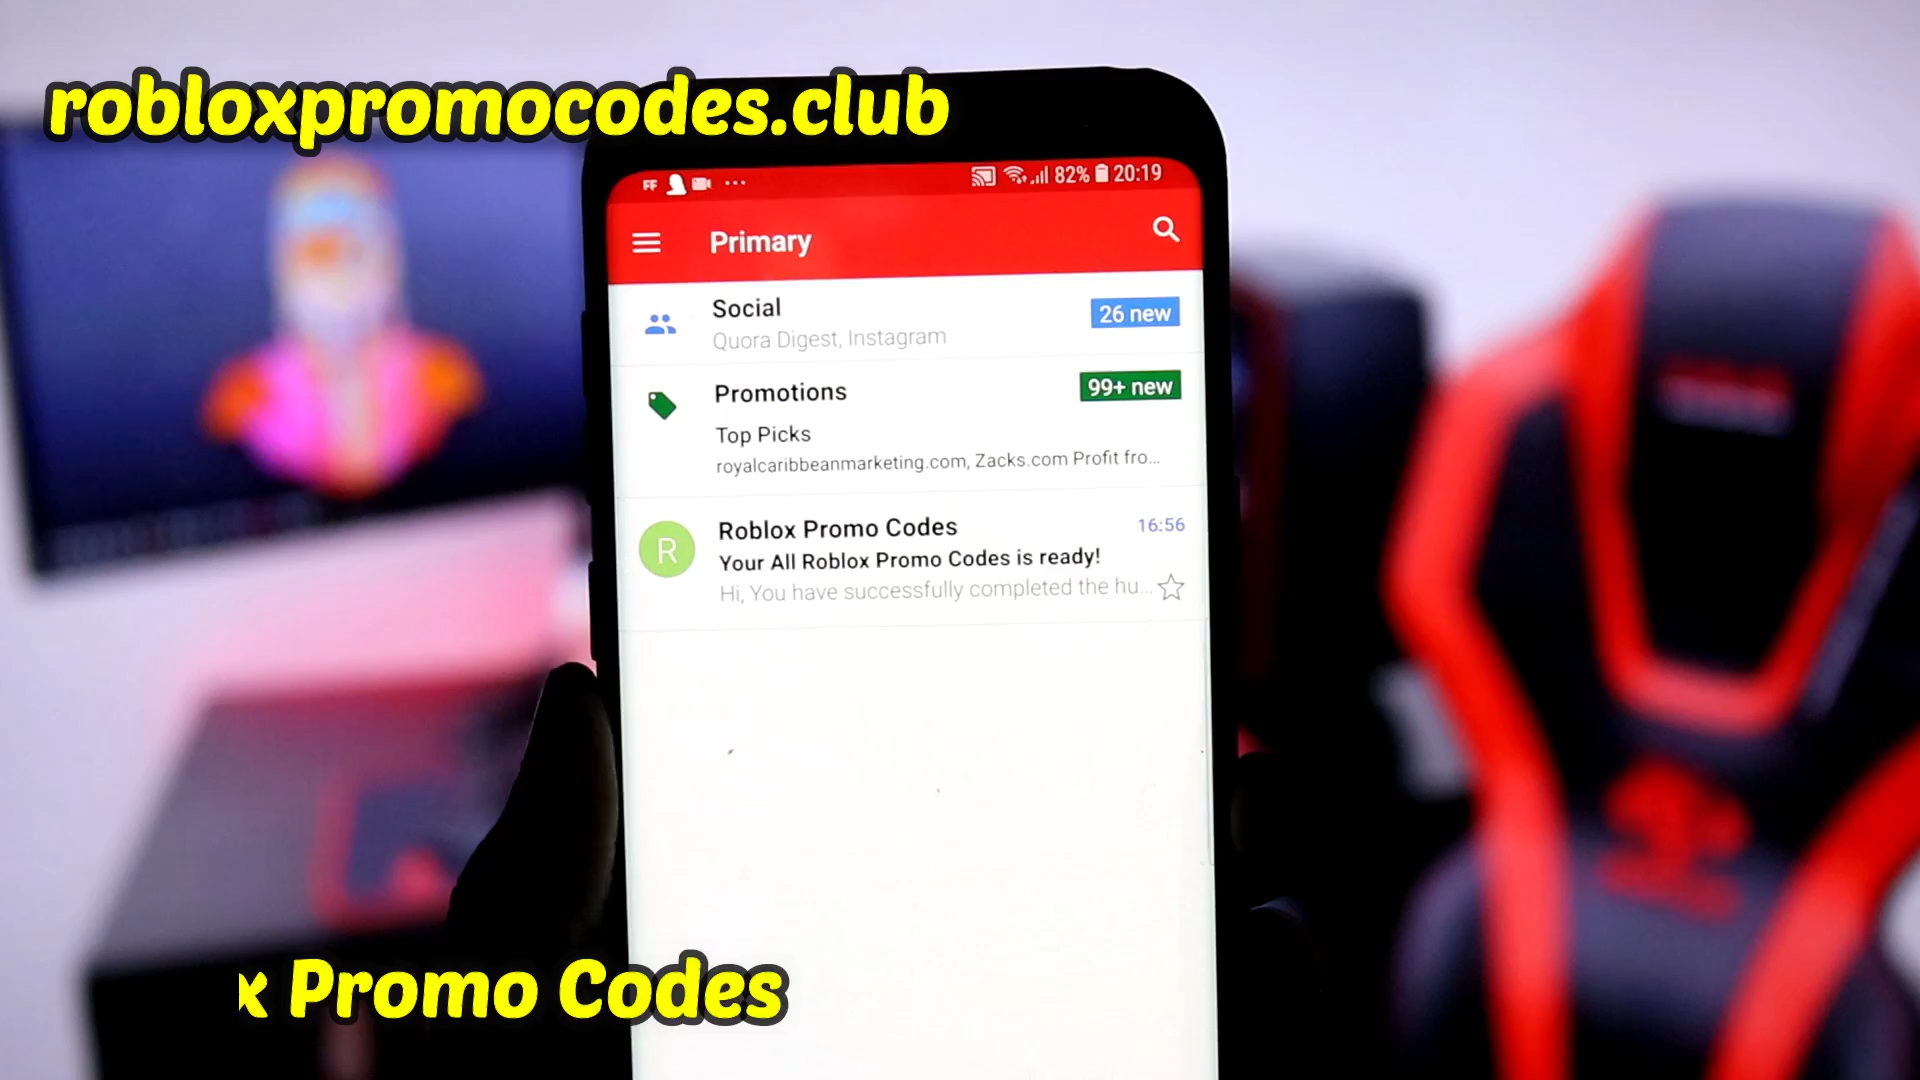 robloxpromocodes.club
FF 82% 20:19
Primary
Social
26 new
Quora Digest, Instagram
Promotions
99+ new
Top Picks
royalcaribbeanmarketing.com, Zacks.com Profit fro...
R
Roblox Promo Codes
16:56
Your All Roblox Promo Codes is ready!
Hi, You have successfully completed the hu...
x Promo Codes